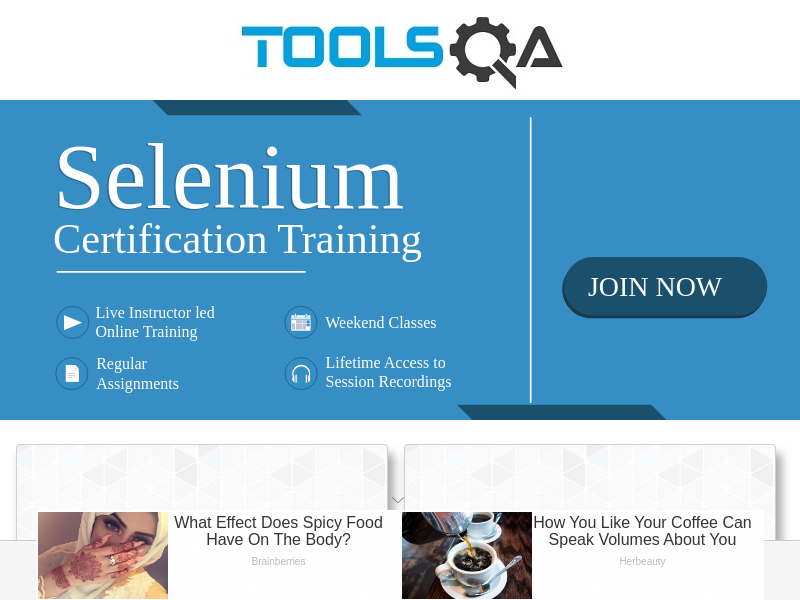 TOOLSQA
Selenium
Certification Training
Live Instructor led
Online Training
Weekend Classes
Regular
Assignments
Lifetime Access to
Session Recordings
JOIN NOW
What Effect Does Spicy Food
Have On The Body?
Brainberries
How You Like Your Coffee Can
Speak Volumes About You
Herbeauty